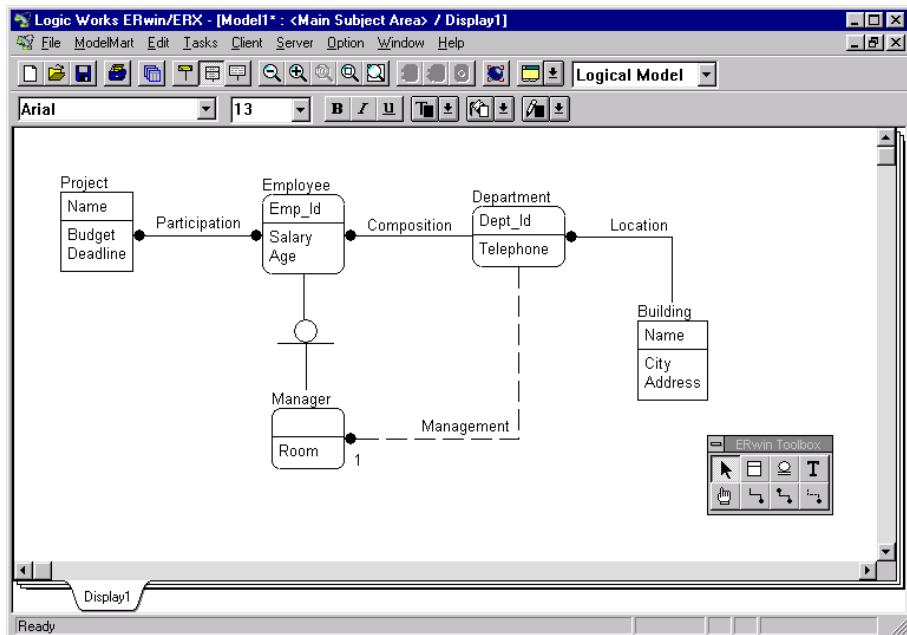 Logic Works ERwin/ERX - [Model1* : <Main Subject Area> / Display1]
File ModelMart Edit Tasks Client Server Option Window Help
Logical Model
Arial 13 B I U T
Project
Name
Budget
Deadline
Participation
Employee
Emp_Id
Salary
Age
Composition
Department
Dept_Id
Telephone
Location
Building
Name
City
Address
Manager
Room
1
Management
ERwin Toolbox
T
Display1
Ready